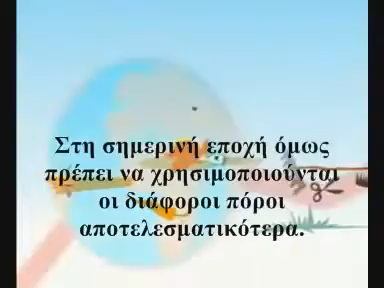 Στη σημερινή εποχή όμως
πρέπει να χρησιμοποιούνται
οι διάφοροι πόροι
αποτελεσματικότερα.